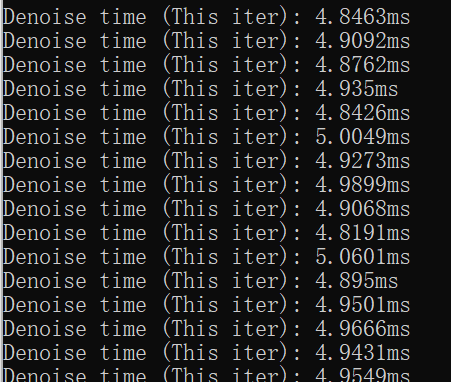 Denoise time (This iter): 4.8463ms
Denoise time (This iter): 4.9092ms
Denoise time (This iter): 4.8762ms
Denoise time (This iter): 4.935ms
Denoise time (This iter): 4.8426ms
Denoise time (This iter): 5.0049ms
Denoise time (This iter): 4.9273ms
Denoise time (This iter): 4.9899ms
Denoise time (This iter): 4.9068ms
Denoise time (This iter): 4.8191ms
Denoise time (This iter): 5.0601ms
Denoise time (This iter): 4.895ms
Denoise time (This iter): 4.9501ms
Denoise time (This iter): 4.9666ms
Denoise time (This iter): 4.9431ms
Denoise time (This iter): 4.9549ms